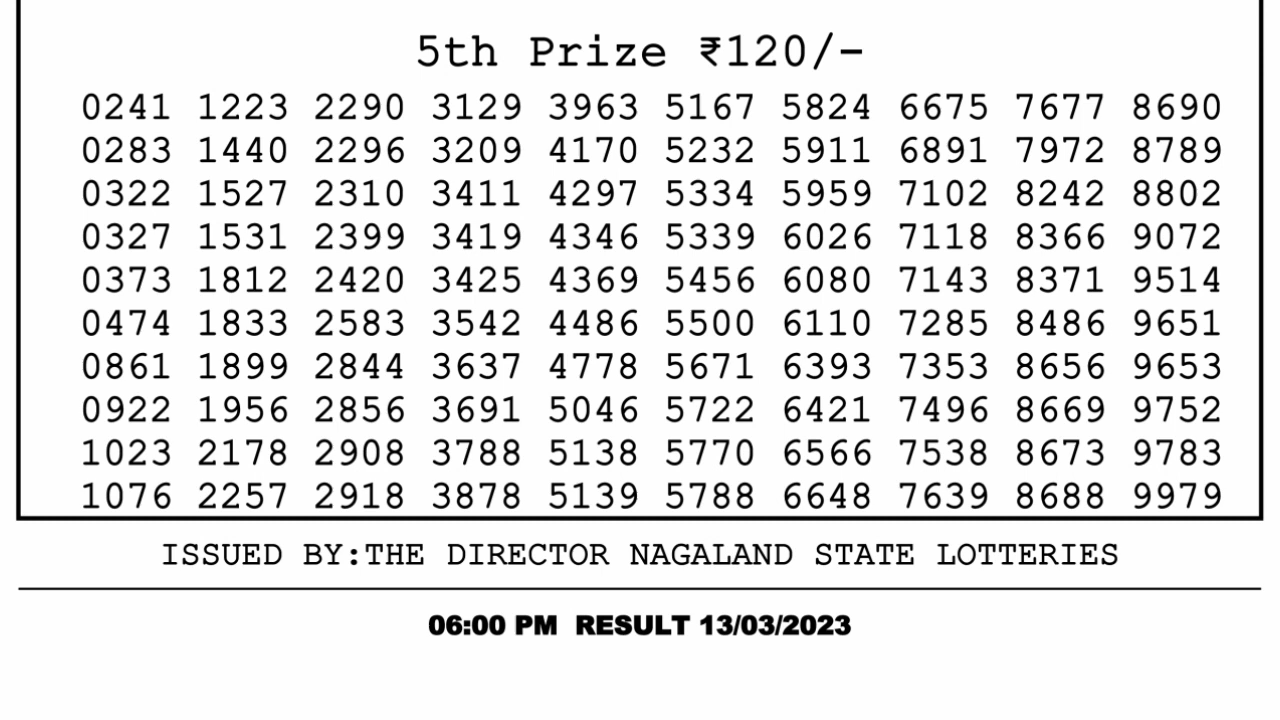 5th Prize ₹120/-
0241 1223 2290 3129 3963 5167 5824 6675 7677 8690
0283 1440 2296 3209 4170 5232 5911 6891 7972 8789
0322 1527 2310 3411 4297 5334 5959 7102 8242 8802
0327 1531 2399 3419 4346 5339 6026 7118 8366 9072
0373 1812 2420 3425 4369 5456 6080 7143 8371 9514
0474 1833 2583 3542 4486 5500 6110 7285 8486 9651
0861 1899 2844 3637 4778 5671 6393 7353 8656 9653
0922 1956 2856 3691 5046 5722 6421 7496 8669 9752
1023 2178 2908 3788 5138 5770 6566 7538 8673 9783
1076 2257 2918 3878 5139 5788 6648 7639 8688 9979
ISSUED BY:THE DIRECTOR NAGALAND STATE LOTTERIES
06:00 PM RESULT 13/03/2023